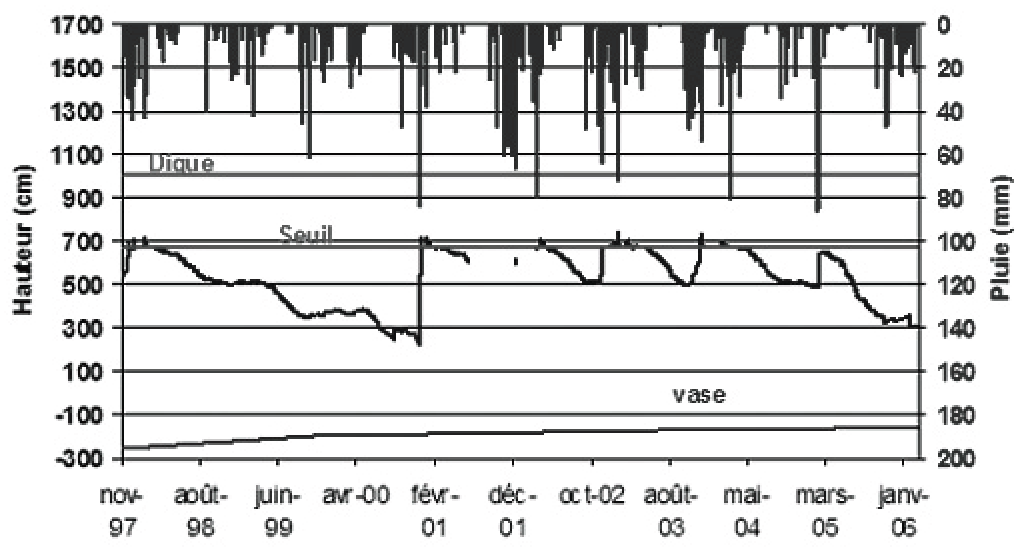 1700
1500
1300
1100
900
700
500
300
100
-100
-300
Hauteur (cm)
Dique
Seuil
vase
0
20
40
60
80
100
120
140
160
180
200
Pluie (mm)
nov-97
août-98
juin-99
avr-00
févr-01
déc-01
oct-02
août-03
mai-04
mars-05
janv-06